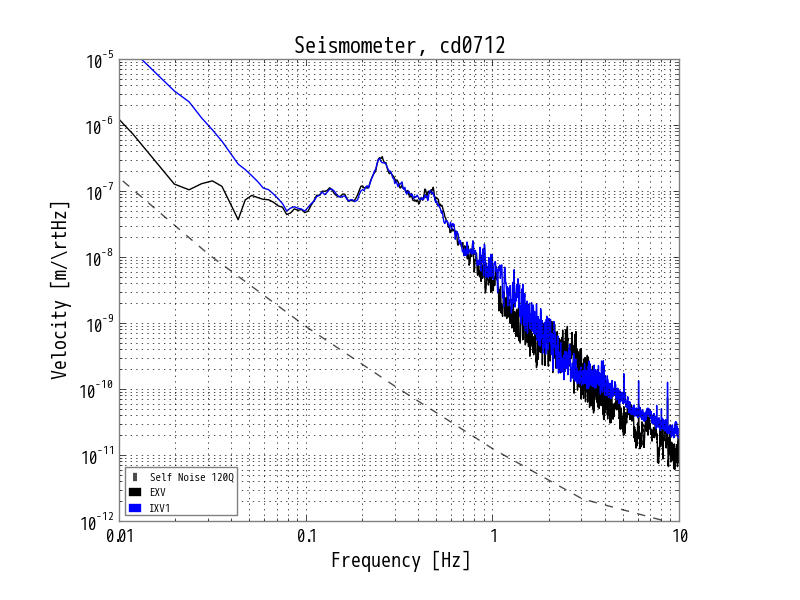 Seismometer, cd0712
10-5
10-6
10-7
10-8
10-9
10-10
10-11
10-12
Velocity [m/\rtHz]
Self Noise 120Q
EXV
IXV1
0.01
0.1
1
10
Frequency [Hz]